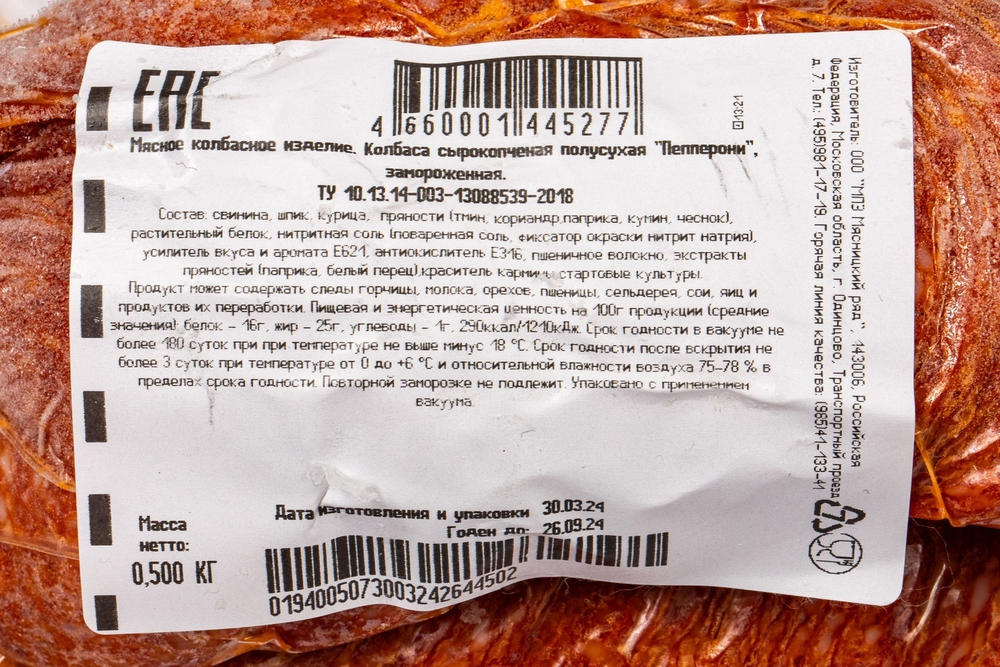 EAC
4 660001 445277
13:21
Мясное колбасное изделие. Колбаса сырокопченая полусухая "Пепперони",
замороженная.
ТУ 10.13.14-003-13088539-2018
Состав: свинина, шпик, курица, пряности (тмин, кориандр,паприка, кумин, чеснок),
растительный белок, нитритная соль (поваренная соль, фиксатор окраски нитрит натрия),
усилитель вкуса и аромата Е621, антиокислитель Е316, пшеничное волокно, экстракты
пряностей (паприка, белый перец),краситель кармин, стартовые культуры.
Продукт может содержать следы горчицы, молока, орехов, пшеницы, сельдерея, сои, яиц и
продуктов их переработки. Пищевая и энергетическая ценность на 100г продукции (средние
значения): белок - 16г, жир - 25г, углеводы - 1г, 290ккал/1210кДж. Срок годности в вакууме не
более 180 суток при при температуре не выше минус 18 °C. Срок годности после вскрытия не
более 3 суток при температуре от 0 до +6 °C и относительной влажности воздуха 75-78 % в
пределах срока годности. Повторной заморозке не подлежит. Упаковано с применением
вакуума.
Дата изготовления и упаковки 30.03.24
Годен до: 26.09.24
Масса
нетто:
0,500 КГ
01940050730032426445​02
Изготовитель: ООО "МПЗ Мясницкий ряд", 143006, Российская
Федерация, Московская область, г. Одинцово, Транспортный проезд
д. 7. Тел.: (495)981-17-19. Горячая линия качества: (985)41-133-41